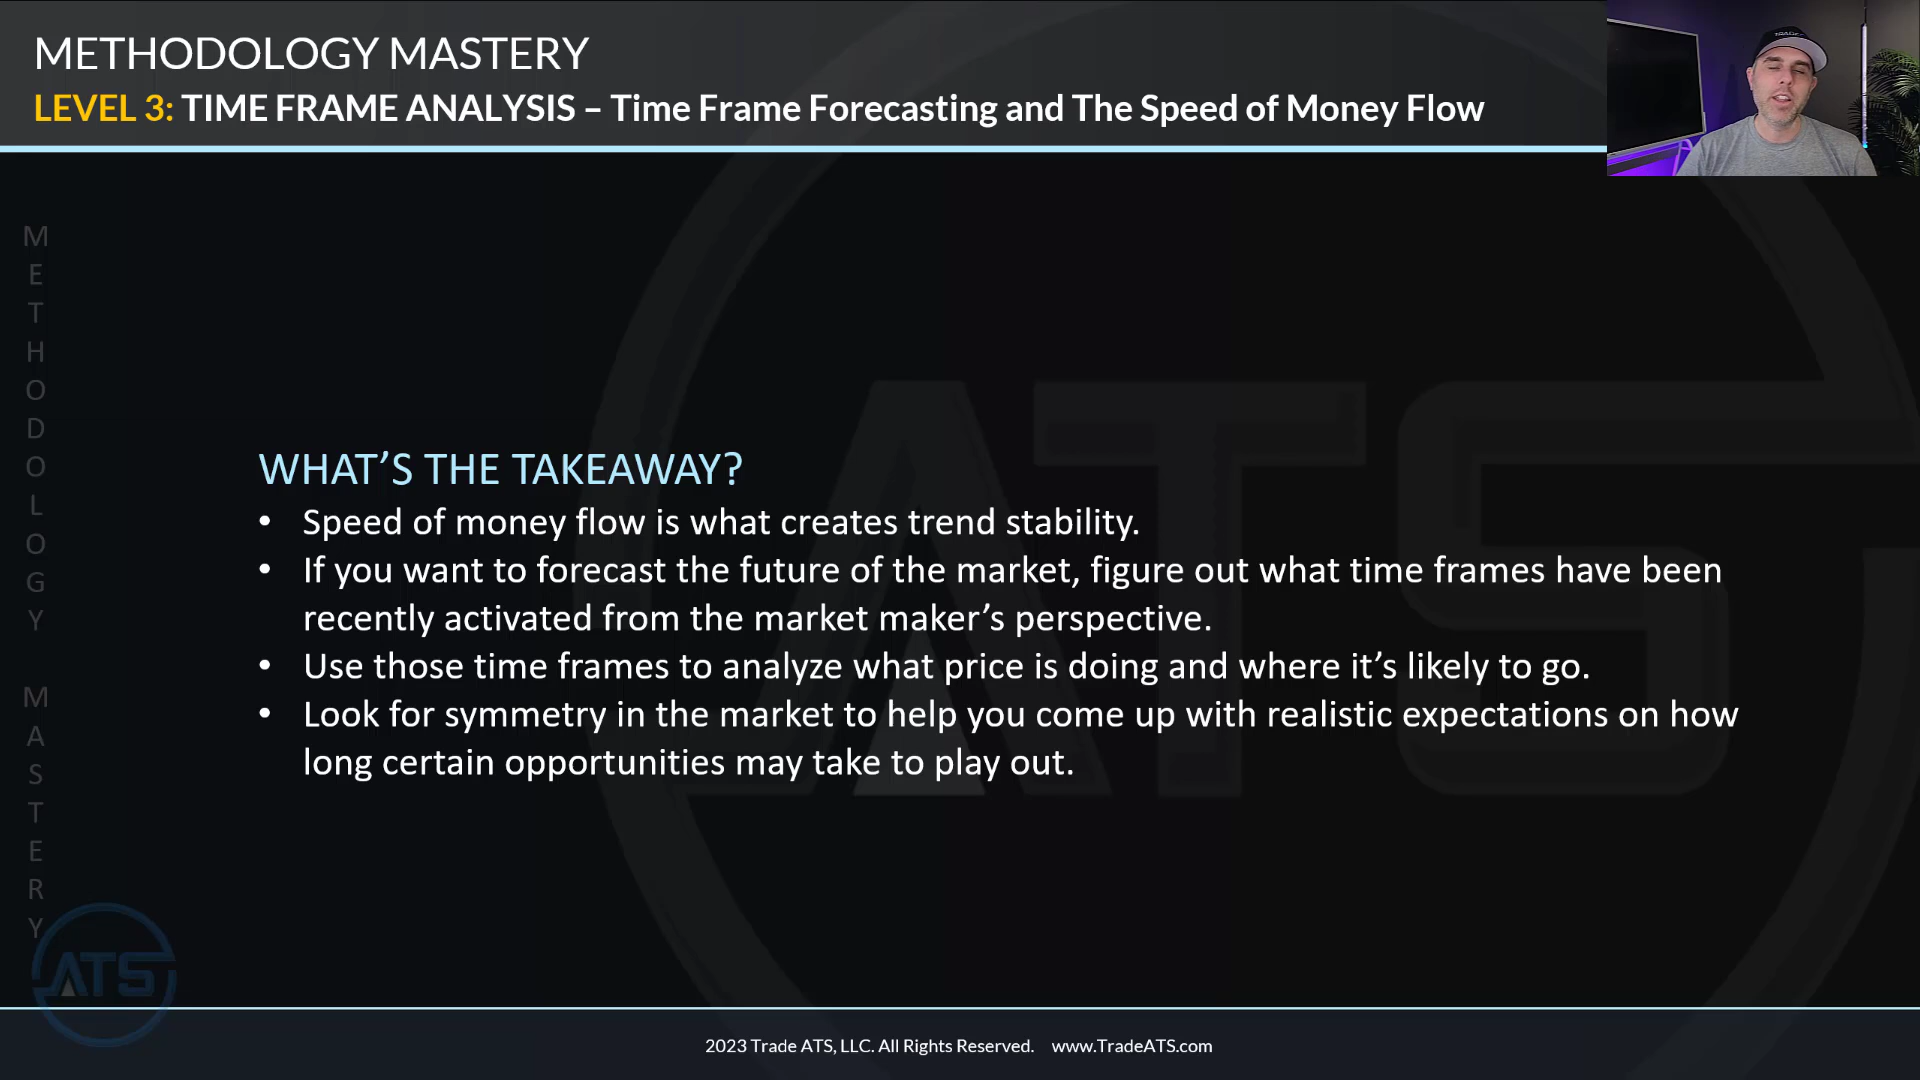 METHODOLOGY MASTERY
LEVEL 3: TIME FRAME ANALYSIS – Time Frame Forecasting and The Speed of Money Flow
METHODOLOGY MASTERY
WHAT’S THE TAKEAWAY?
• Speed of money flow is what creates trend stability.
• If you want to forecast the future of the market, figure out what time frames have been
recently activated from the market maker’s perspective.
• Use those time frames to analyze what price is doing and where it’s likely to go.
• Look for symmetry in the market to help you come up with realistic expectations on how
long certain opportunities may take to play out.
ATS
ATS
2023 Trade ATS, LLC. All Rights Reserved. www.TradeATS.com